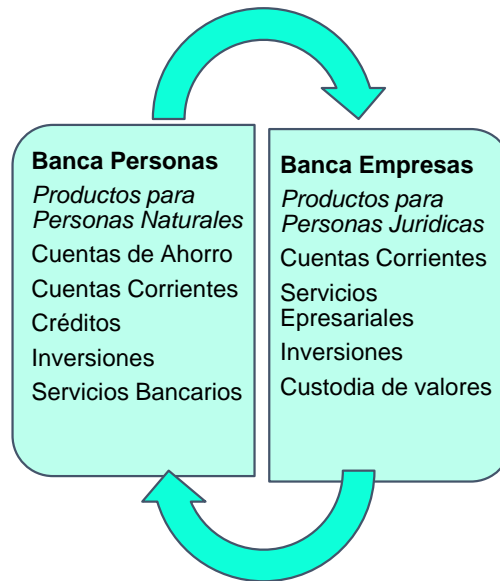 Banca Personas
Productos para
Personas Naturales
Cuentas de Ahorro
Cuentas Corrientes
Créditos
Inversiones
Servicios Bancarios
Banca Empresas
Productos para
Personas Juridicas
Cuentas Corrientes
Servicios
Epresariales
Inversiones
Custodia de valores